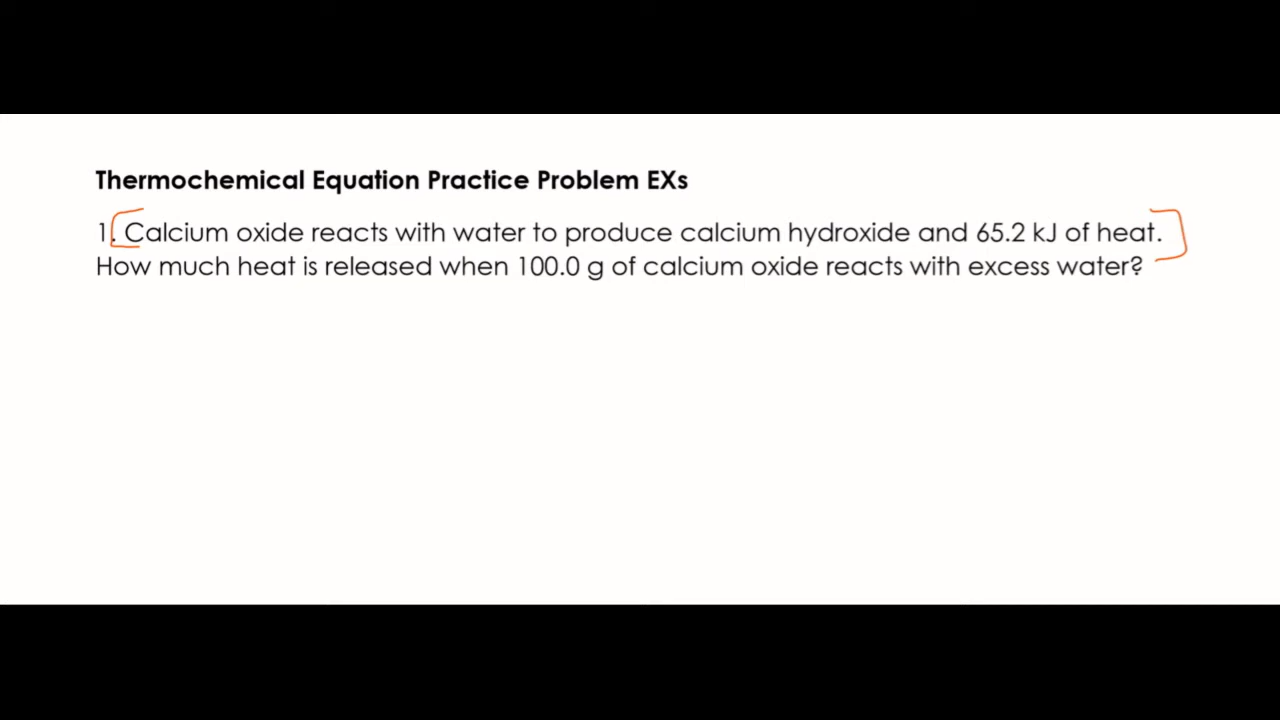 Thermochemical Equation Practice Problem EXs
1. Calcium oxide reacts with water to produce calcium hydroxide and 65.2 kJ of heat.
How much heat is released when 100.0 g of calcium oxide reacts with excess water?